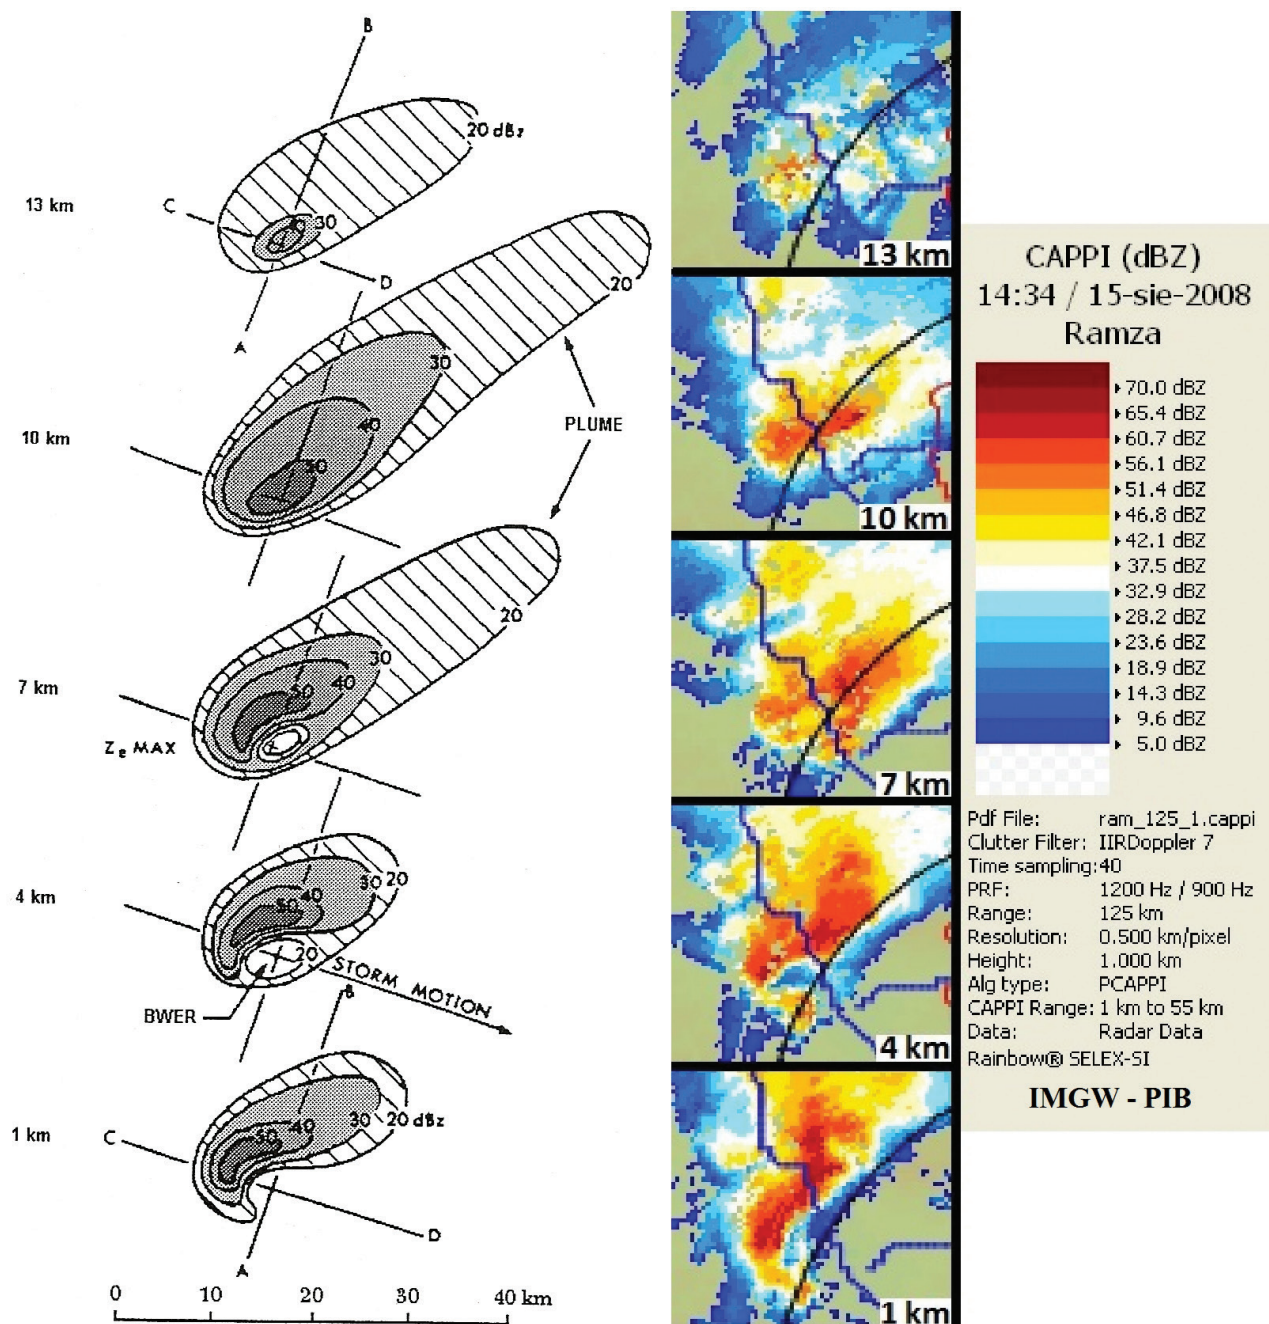 B
20 dBz
13 km
C
30
D
A
20
30
40
10 km
50
PLUME
20
30
40
50
7 km
Ze MAX
20
30
40
50
4 km
20
STORM MOTION
BWER
B
1 km
C
50
40
30
20 dBz
D
A
0
10
20
30
40 km
13 km
10 km
7 km
4 km
1 km
CAPPI (dBZ)
14:34 / 15-sie-2008
Ramza
70.0 dBZ
65.4 dBZ
60.7 dBZ
56.1 dBZ
51.4 dBZ
46.8 dBZ
42.1 dBZ
37.5 dBZ
32.9 dBZ
28.2 dBZ
23.6 dBZ
18.9 dBZ
14.3 dBZ
9.6 dBZ
5.0 dBZ
Pdf File: ram_125_1.cappi
Clutter Filter: IIRDoppler 7
Time sampling:40
PRF: 1200 Hz / 900 Hz
Range: 125 km
Resolution: 0.500 km/pixel
Height: 1.000 km
Alg type: PCAPPI
CAPPI Range: 1 km to 55 km
Data: Radar Data
Rainbow® SELEX-SI
IMGW - PIB